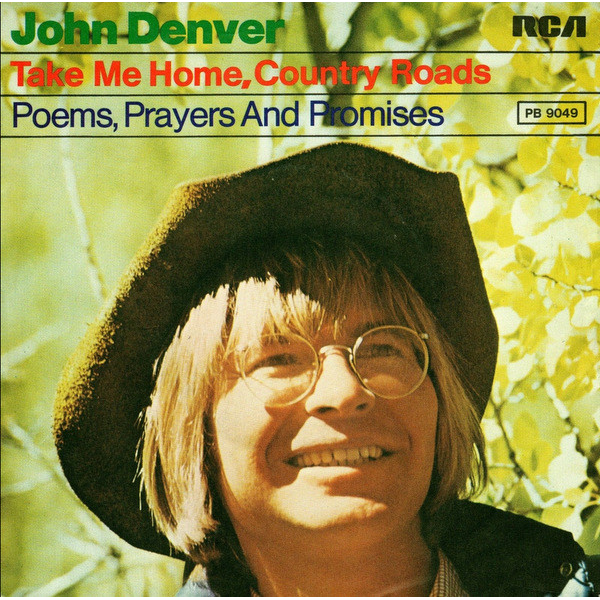 John Denver
RCA
Take Me Home, Country Roads
Poems, Prayers And Promises
PB 9049